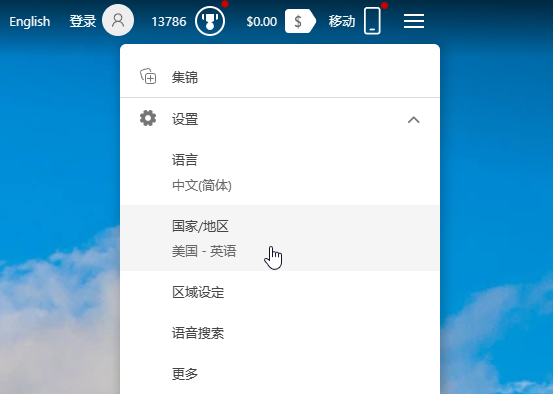 English 登录 13786 $0.00 $ 移动
集锦
设置
语言
中文(简体)
国家/地区
美国 - 英语
区域设定
语音搜索
更多